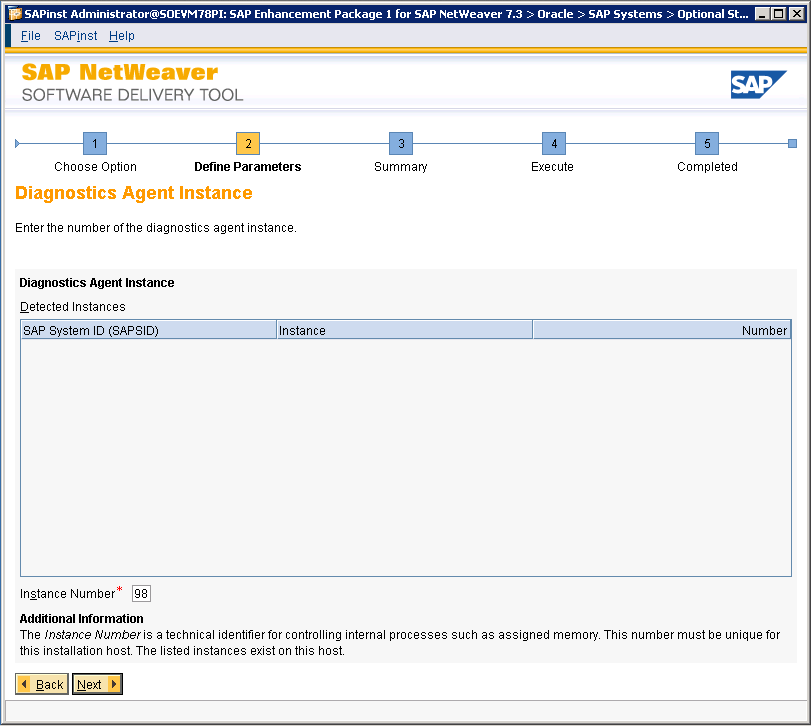 SAPinst Administrator@SOEVM78PI: SAP Enhancement Package 1 for SAP NetWeaver 7.3 > Oracle > SAP Systems > Optional St...
File SAPinst Help
SAP NetWeaver
SOFTWARE DELIVERY TOOL
SAP
1 2 3 4 5
Choose Option Define Parameters Summary Execute Completed
Diagnostics Agent Instance
Enter the number of the diagnostics agent instance.
Diagnostics Agent Instance
Detected Instances
SAP System ID (SAPSID) Instance Number
Instance Number* 98
Additional Information
The Instance Number is a technical identifier for controlling internal processes such as assigned memory. This number must be unique for
this installation host. The listed instances exist on this host.
Back Next